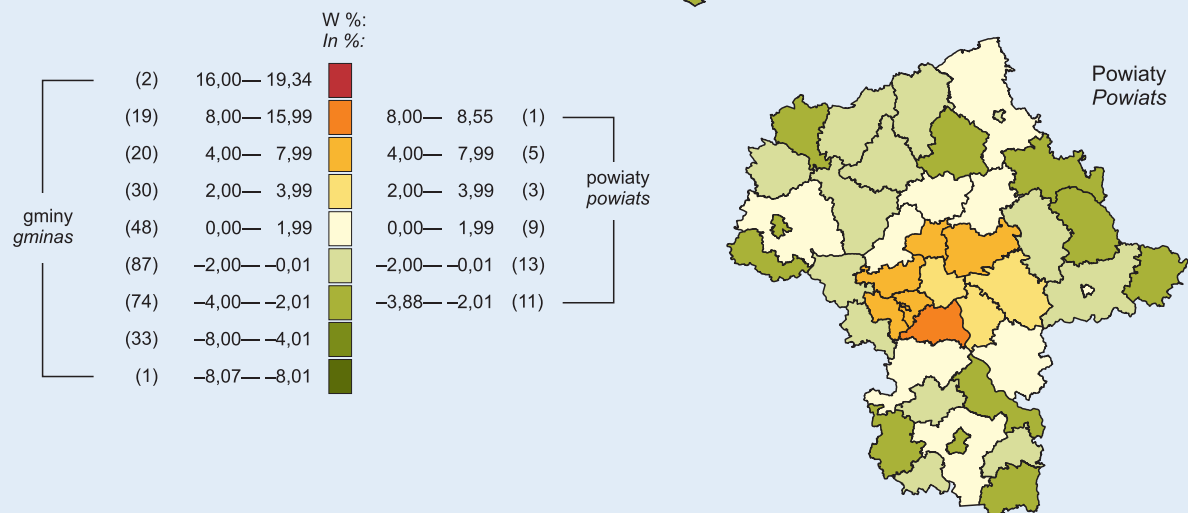 W %:
In %:
(2) 16,00— 19,34
(19) 8,00— 15,99 8,00— 8,55 (1)
(20) 4,00— 7,99 4,00— 7,99 (5)
(30) 2,00— 3,99 2,00— 3,99 (3)
(48) 0,00— 1,99 0,00— 1,99 (9)
(87) –2,00— –0,01 –2,00— –0,01 (13)
(74) –4,00— –2,01 –3,88— –2,01 (11)
(33) –8,00— –4,01
(1) –8,07— –8,01
gminy
gminas
powiaty
powiats
Powiaty
Powiats